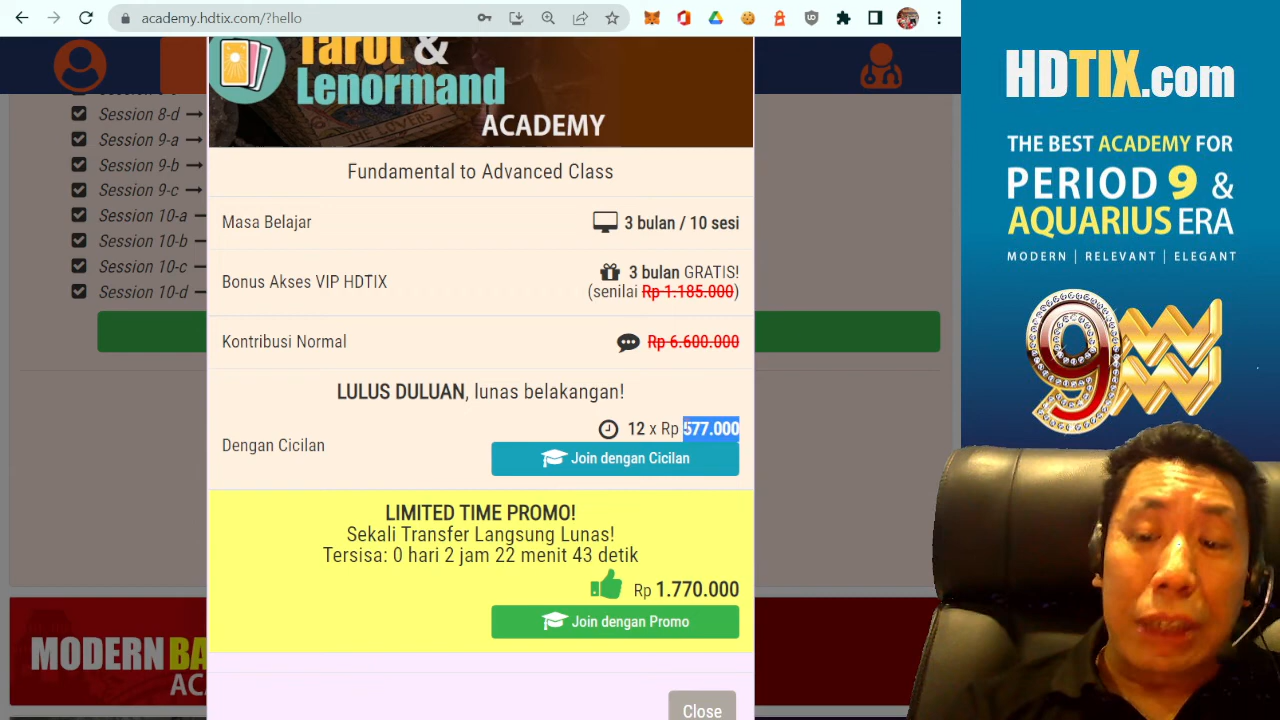 academy.hdtix.com/?hello
Tarot &
Lenormand
ACADEMY
THE LOVERS
Session 8-d
Session 9-a
Session 9-b
Session 9-c
Session 10-a
Session 10-b
Session 10-c
Session 10-d
Fundamental to Advanced Class
Masa Belajar
3 bulan / 10 sesi
Bonus Akses VIP HDTIX
3 bulan GRATIS!
(senilai Rp 1.185.000)
Kontribusi Normal
Rp 6.600.000
LULUS DULUAN, lunas belakangan!
Dengan Cicilan
12 x Rp 577.000
Join dengan Cicilan
LIMITED TIME PROMO!
Sekali Transfer Langsung Lunas!
Tersisa: 0 hari 2 jam 22 menit 43 detik
Rp 1.770.000
Join dengan Promo
Close
MODERN BA
AC
HDTIX.com
THE BEST ACADEMY FOR
PERIOD 9 &
AQUARIUS ERA
MODERN | RELEVANT | ELEGANT
9